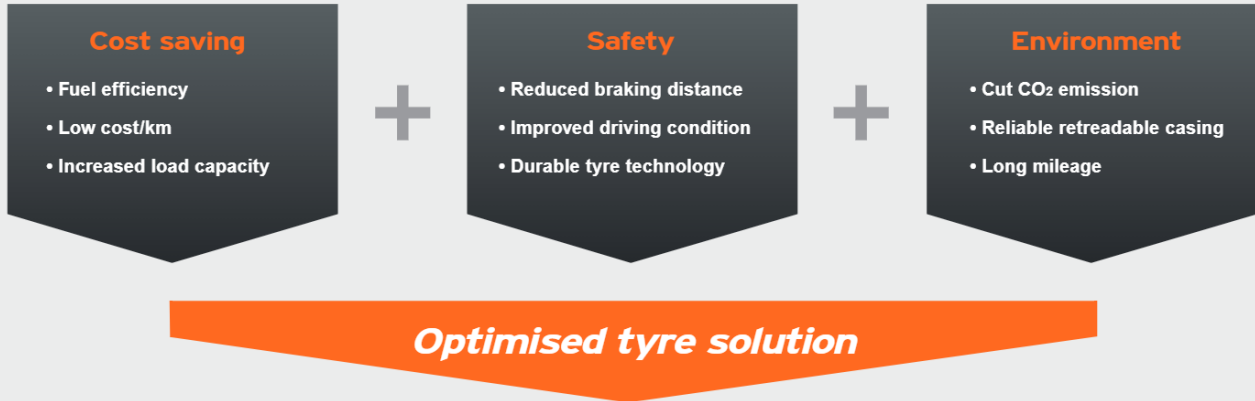 Cost saving
• Fuel efficiency
• Low cost/km
• Increased load capacity
+
Safety
• Reduced braking distance
• Improved driving condition
• Durable tyre technology
+
Environment
• Cut CO₂ emission
• Reliable retreadable casing
• Long mileage
Optimised tyre solution